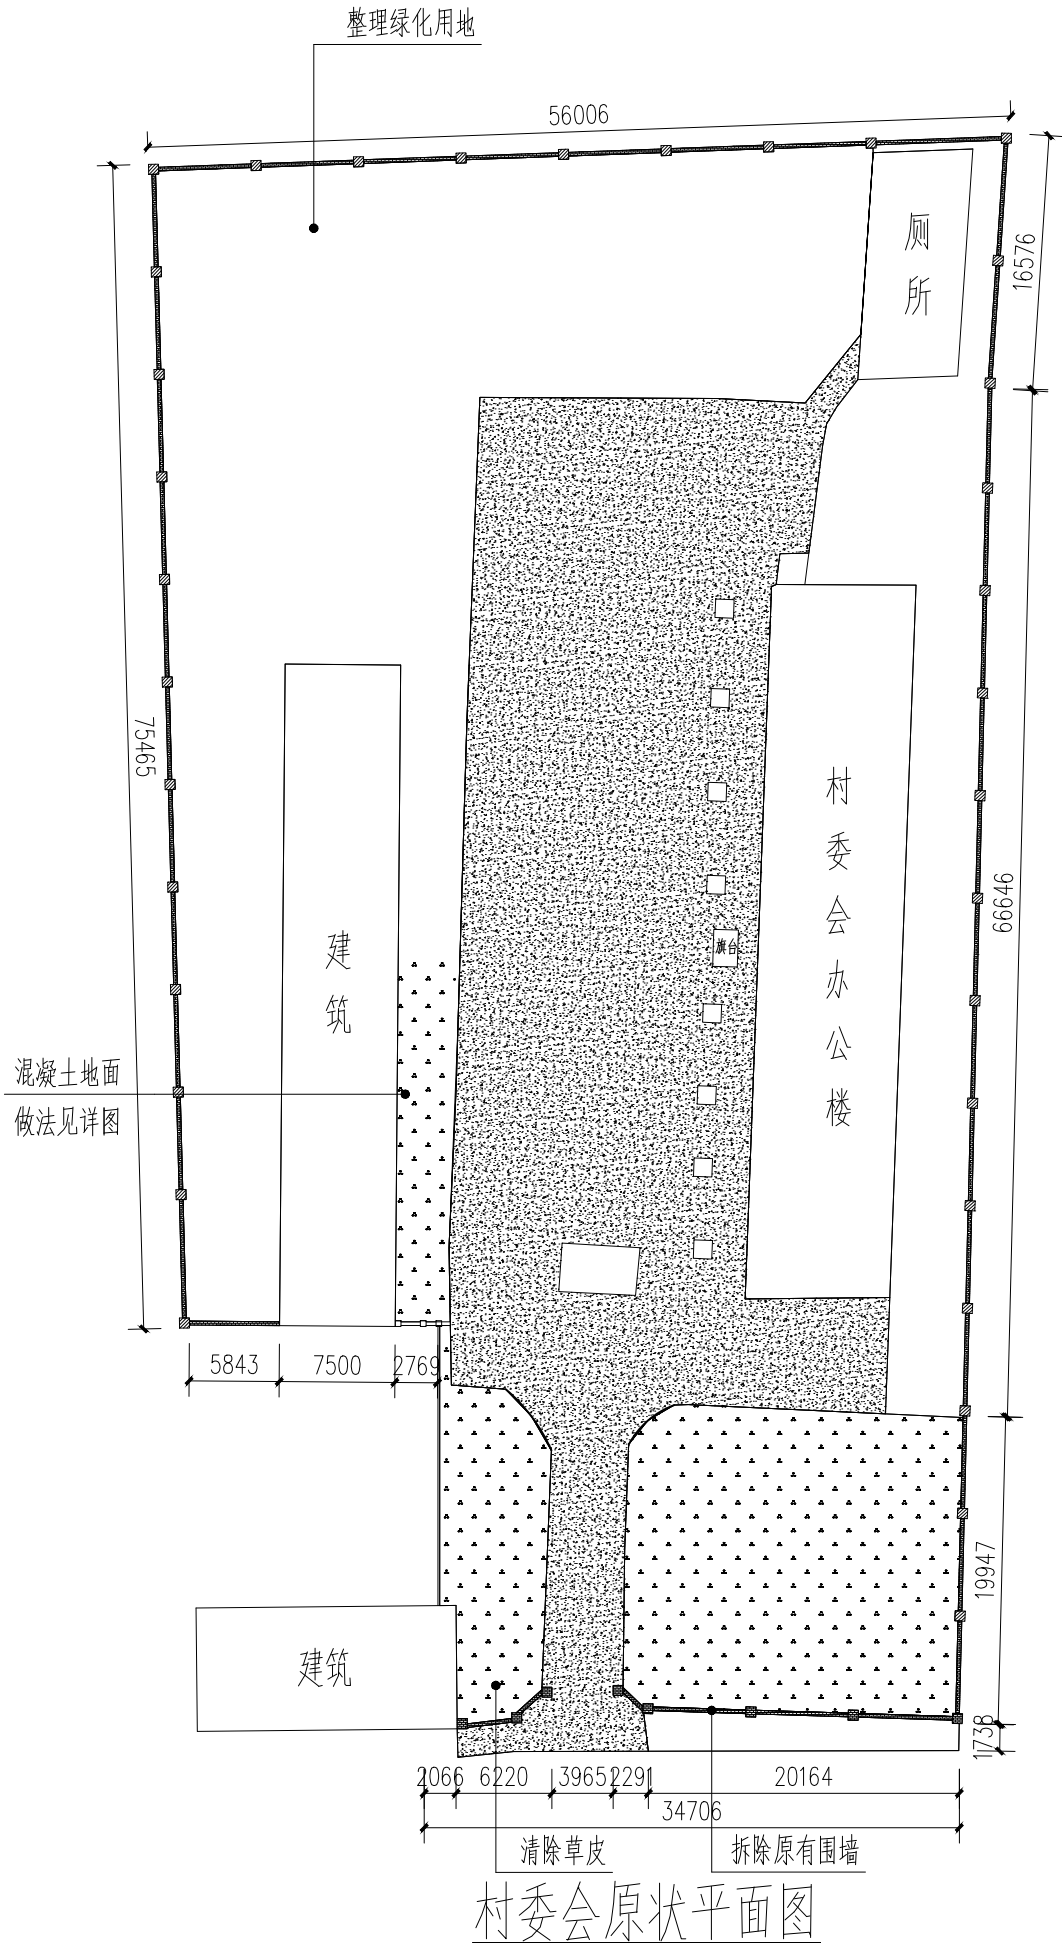 整理绿化用地
56006
厕所
16576
75465
村委会办公楼
66646
旗台
建筑
混凝土地面
做法见详图
5843
7500
2769
19947
建筑
1738
2066
6220
3965
2291
20164
34706
清除草皮
拆除原有围墙
村委会原状平面图